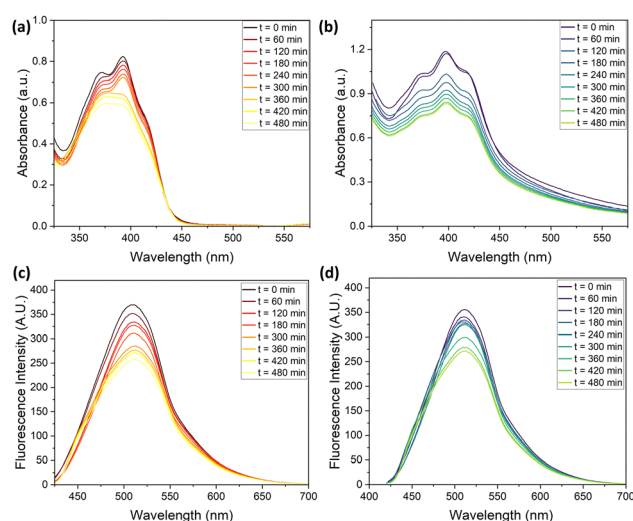 (a)
t = 0 min
t = 60 min
t = 120 min
t = 180 min
t = 240 min
t = 300 min
t = 360 min
t = 420 min
t = 480 min
Absorbance (a.u.)
1.0
0.8
0.6
0.4
0.2
0.0
350 400 450 500 550
Wavelength (nm)
(b)
t = 0 min
t = 60 min
t = 120 min
t = 180 min
t = 240 min
t = 300 min
t = 360 min
t = 420 min
t = 480 min
Absorbance (a.u.)
1.2
0.9
0.6
0.3
0.0
350 400 450 500 550
Wavelength (nm)
(c)
t = 0 min
t = 60 min
t = 120 min
t = 180 min
t = 300 min
t = 360 min
t = 420 min
t = 480 min
Fluorescence Intensity (A.U.)
400
350
300
250
200
150
100
50
0
450 500 550 600 650 700
Wavelength (nm)
(d)
t = 0 min
t = 60 min
t = 120 min
t = 180 min
t = 240 min
t = 300 min
t = 360 min
t = 420 min
t = 480 min
Fluorescence Intensity (A.U.)
400
350
300
250
200
150
100
50
0
400 450 500 550 600 650 700
Wavelength (nm)